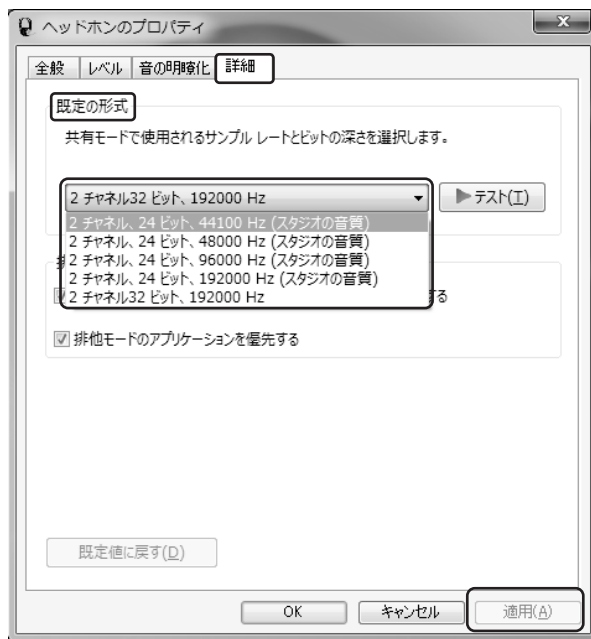 ヘッドホンのプロパティ
全般 レベル 音の明瞭化 詳細
既定の形式
共有モードで使用されるサンプル レートとビットの深さを選択します。
2 チャネル32 ビット、192000 Hz
テスト(T)
2 チャネル、24 ビット、44100 Hz (スタジオの音質)
2 チャネル、24 ビット、48000 Hz (スタジオの音質)
2 チャネル、24 ビット、96000 Hz (スタジオの音質)
2 チャネル、24 ビット、192000 Hz (スタジオの音質)
2 チャネル32 ビット、192000 Hz
る
排他モードのアプリケーションを優先する
既定値に戻す(D)
OK キャンセル 適用(A)